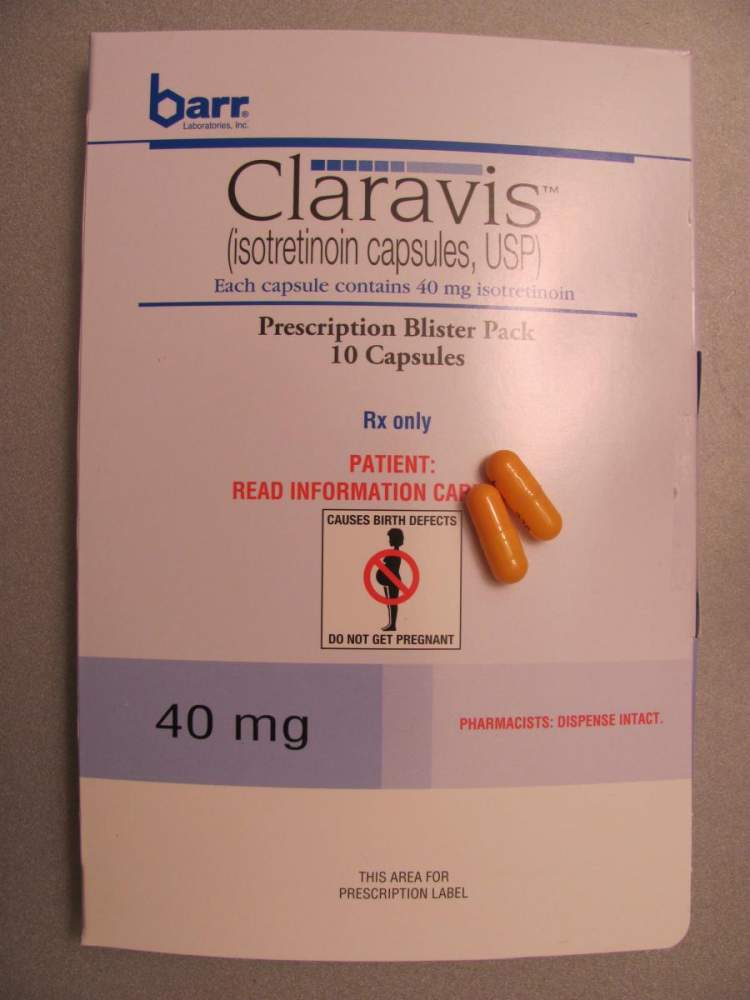 barr®
Laboratories, Inc.
Claravis™
(isotretinoin capsules, USP)
Each capsule contains 40 mg isotretinoin
Prescription Blister Pack
10 Capsules
Rx only
PATIENT:
READ INFORMATION
CAUSES BIRTH DEFECTS
DO NOT GET PREGNANT
40 mg
PHARMACISTS: DISPENSE INTACT.
THIS AREA FOR
PRESCRIPTION LABEL